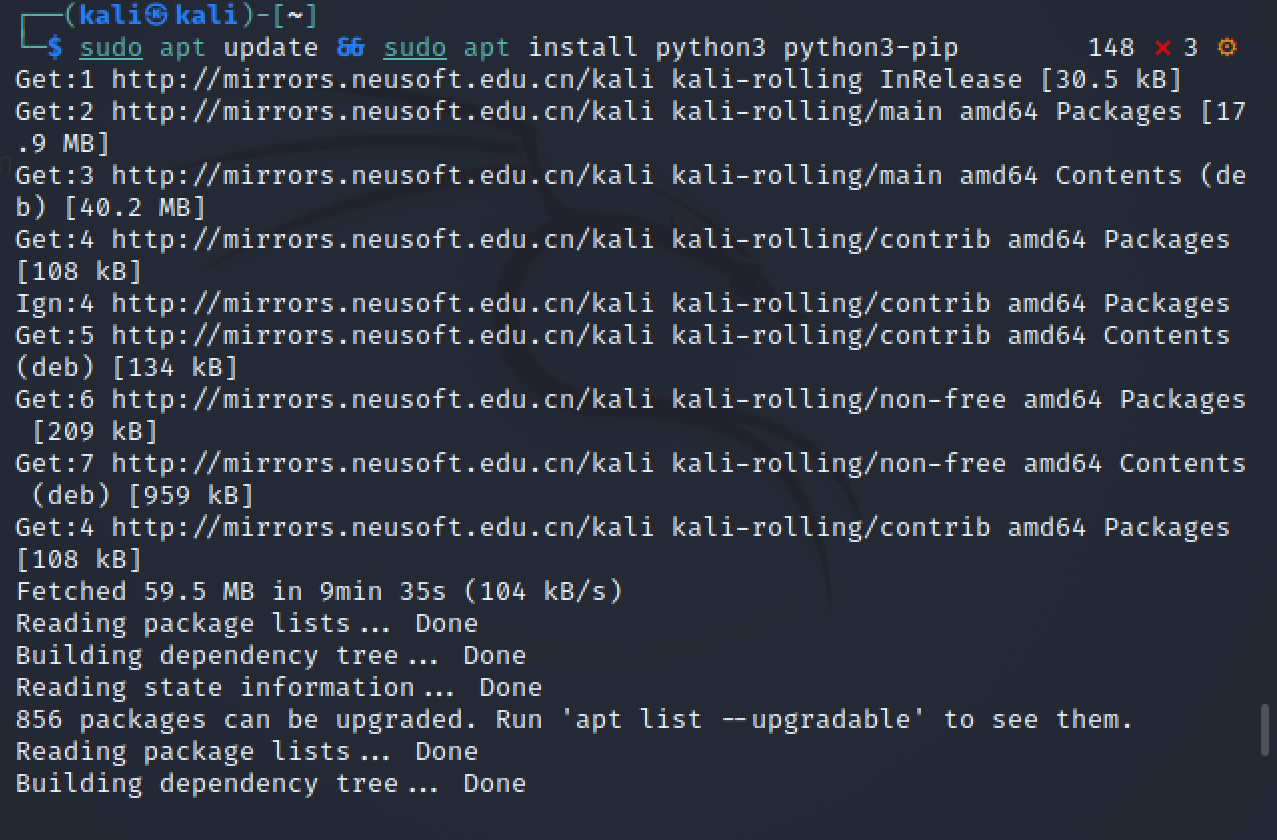 ┌──(kali㉿kali)-[~]
└─$ sudo apt update && sudo apt install python3 python3-pip 148 ⨯ 3 ⚙
Get:1 http://mirrors.neusoft.edu.cn/kali kali-rolling InRelease [30.5 kB]
Get:2 http://mirrors.neusoft.edu.cn/kali kali-rolling/main amd64 Packages [17
.9 MB]
Get:3 http://mirrors.neusoft.edu.cn/kali kali-rolling/main amd64 Contents (de
b) [40.2 MB]
Get:4 http://mirrors.neusoft.edu.cn/kali kali-rolling/contrib amd64 Packages
[108 kB]
Ign:4 http://mirrors.neusoft.edu.cn/kali kali-rolling/contrib amd64 Packages
Get:5 http://mirrors.neusoft.edu.cn/kali kali-rolling/contrib amd64 Contents
(deb) [134 kB]
Get:6 http://mirrors.neusoft.edu.cn/kali kali-rolling/non-free amd64 Packages
[209 kB]
Get:7 http://mirrors.neusoft.edu.cn/kali kali-rolling/non-free amd64 Contents
(deb) [959 kB]
Get:4 http://mirrors.neusoft.edu.cn/kali kali-rolling/contrib amd64 Packages
[108 kB]
Fetched 59.5 MB in 9min 35s (104 kB/s)
Reading package lists... Done
Building dependency tree... Done
Reading state information... Done
856 packages can be upgraded. Run 'apt list --upgradable' to see them.
Reading package lists... Done
Building dependency tree... Done